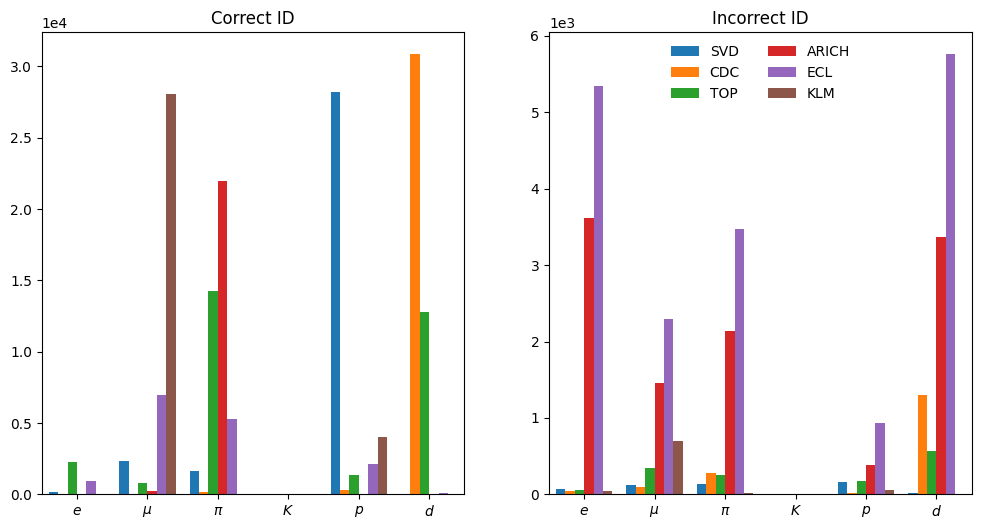 Correct ID
1e4
3.0
2.5
2.0
1.5
1.0
0.5
0.0
e μ π K p d
Incorrect ID
1e3
6
5
4
3
2
1
0
SVD ARICH
CDC ECL
TOP KLM
e μ π K p d